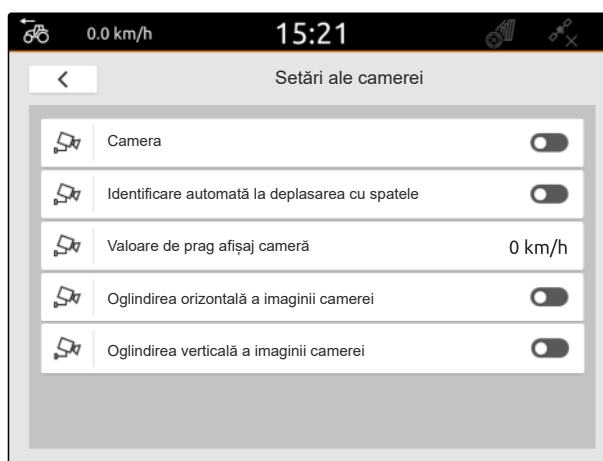 0.0 km/h 15:21
Setări ale camerei
Camera
Identificare automată la deplasarea cu spatele
Valoare de prag afișaj cameră 0 km/h
Oglindirea orizontală a imaginii camerei
Oglindirea verticală a imaginii camerei